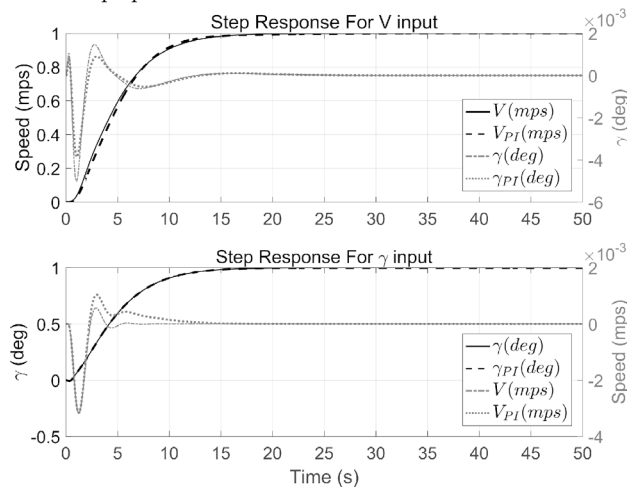 Step Response For V input
×10⁻³
1
0.8
0.6
0.4
0.2
0
Speed (mps)
2
0
-2
-4
-6
γ (deg)
V(mps)
V_PI(mps)
γ(deg)
γ_PI(deg)
0 5 10 15 20 25 30 35 40 45 50
Step Response For γ input
×10⁻³
1
0.5
0
-0.5
γ (deg)
2
0
-2
-4
Speed (mps)
γ(deg)
γ_PI(deg)
V(mps)
V_PI(mps)
0 5 10 15 20 25 30 35 40 45 50
Time (s)